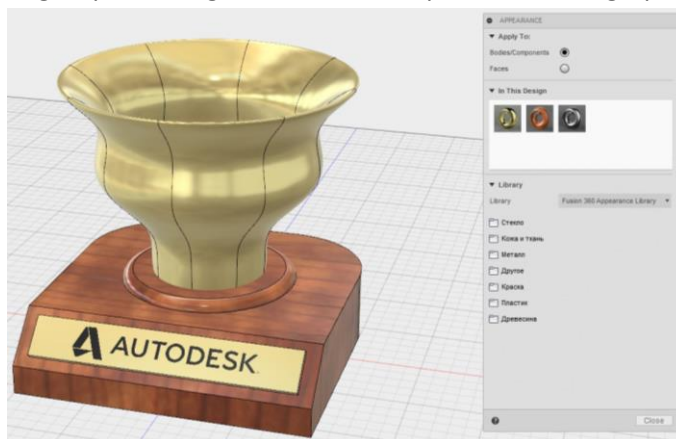 AUTODESK
APPEARANCE
Apply To:
Bodies/Components
Faces
In This Design
Library
Library
Fusion 360 Appearance Library
Стекло
Кожа и ткань
Металл
Другое
Краска
Пластик
Древесина
Close